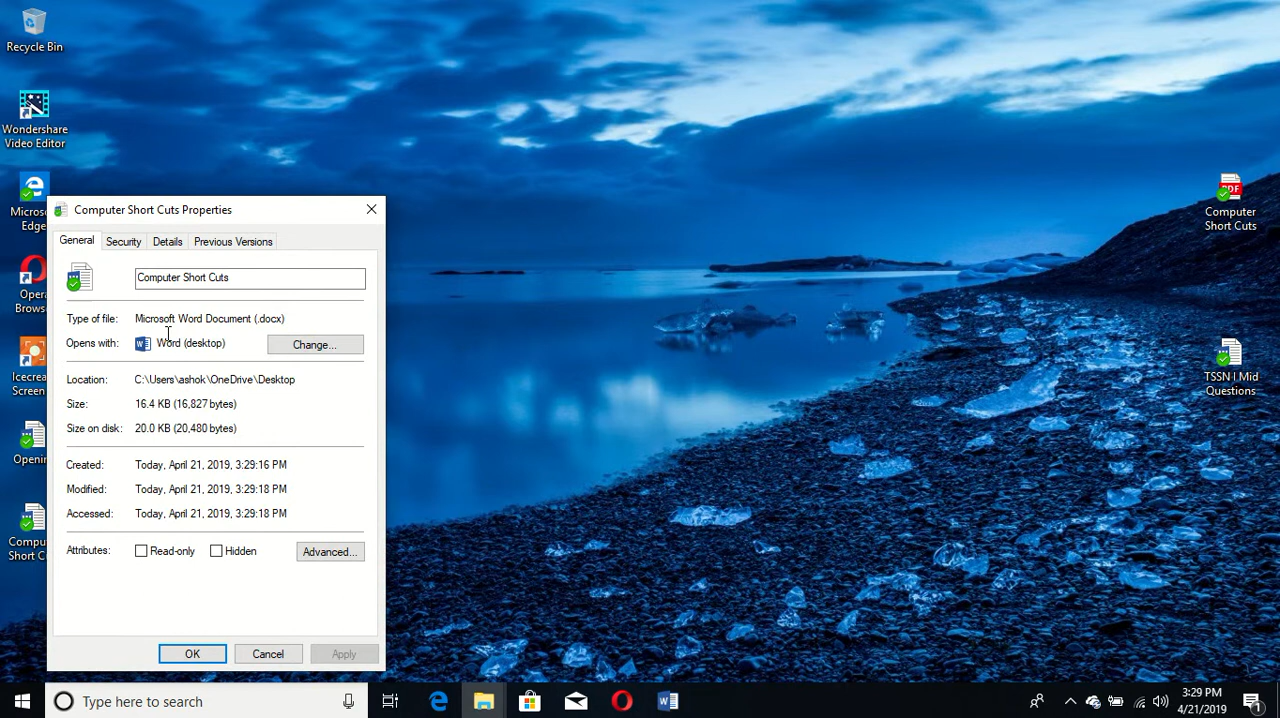 Recycle Bin
Wondershare
Video Editor
Edge
Opera
Short
Computer Short Cuts Properties
General
Security
Details
Previous Versions
Computer Short Cuts
Type of file:
Microsoft Word Document (.docx)
Opens with:
Word (desktop)
Change...
Location:
C:\Users\ashok\OneDrive\Desktop
Size:
16.4 KB (16,827 bytes)
Size on disk:
20.0 KB (20,480 bytes)
Created:
Today, April 21, 2019, 3:29:16 PM
Modified:
Today, April 21, 2019, 3:29:18 PM
Accessed:
Today, April 21, 2019, 3:29:18 PM
Attributes:
Read-only
Hidden
Advanced...
OK
Cancel
Apply
PDF
Computer
Short Cuts
TSSN I Mid
Questions
Type here to search
3:29 PM
4/21/2019
1